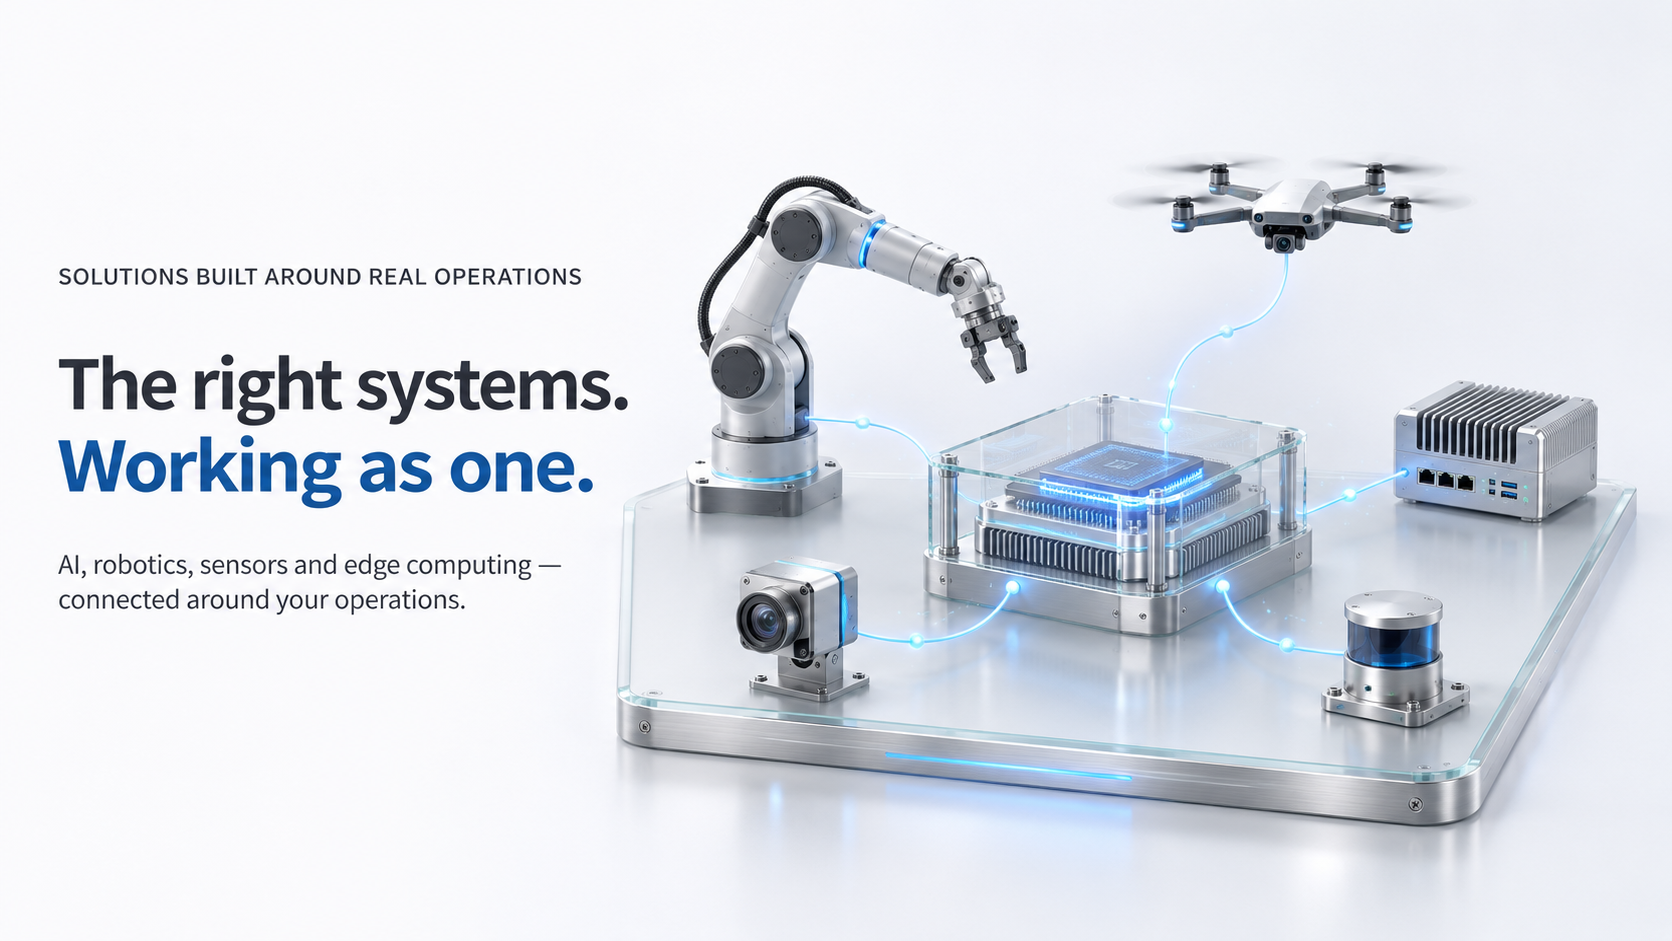 SOLUTIONS BUILT AROUND REAL OPERATIONS
The right systems.
Working as one.
AI, robotics, sensors and edge computing —
connected around your operations.